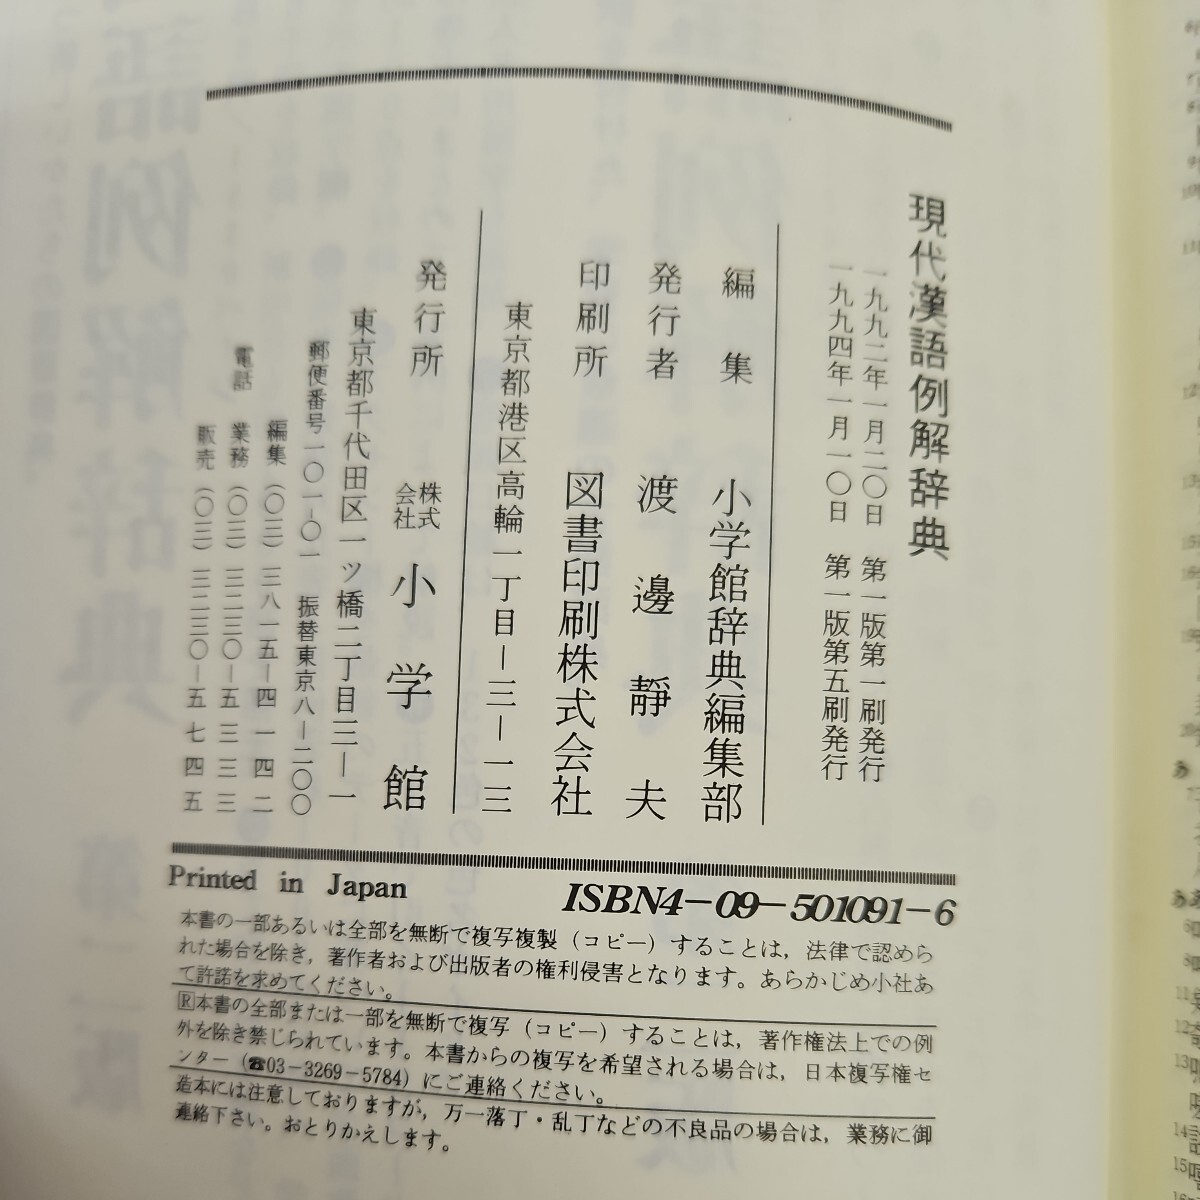 現代漢語例解辞典
一九九二年一月二〇日　第一版第一刷発行
一九九四年一月一〇日　第一版第五刷発行
編集　小学館辞典編集部
発行者　渡邊靜夫
印刷所　図書印刷株式会社
東京都港区高輪一丁目—三—一三
発行所　株式会社　小学館
東京都千代田区一ツ橋二丁目三—一
郵便番号一〇一—〇一　振替東京八—二〇〇
編集（〇三）三八一五—四一四二
電話　業務（〇三）三二三〇—五三三三
販売（〇三）三二三〇—五七四五
Printed in Japan　ISBN4-09-501091-6
本書の一部あるいは全部を無断で複写複製（コピー）することは，法律で認めら
れた場合を除き，著作者および出版者の権利侵害となります。あらかじめ小社あ
て許諾を求めてください。
Ⓡ本書の全部または一部を無断で複写（コピー）することは，著作権法上での例
外を除き禁じられています。本書からの複写を希望される場合は，日本複写権セ
ンター（☎03-3269-5784）にご連絡ください。
造本には注意しておりますが，万一落丁・乱丁などの不良品の場合は，業務に御
連絡下さい。おとりかえします。